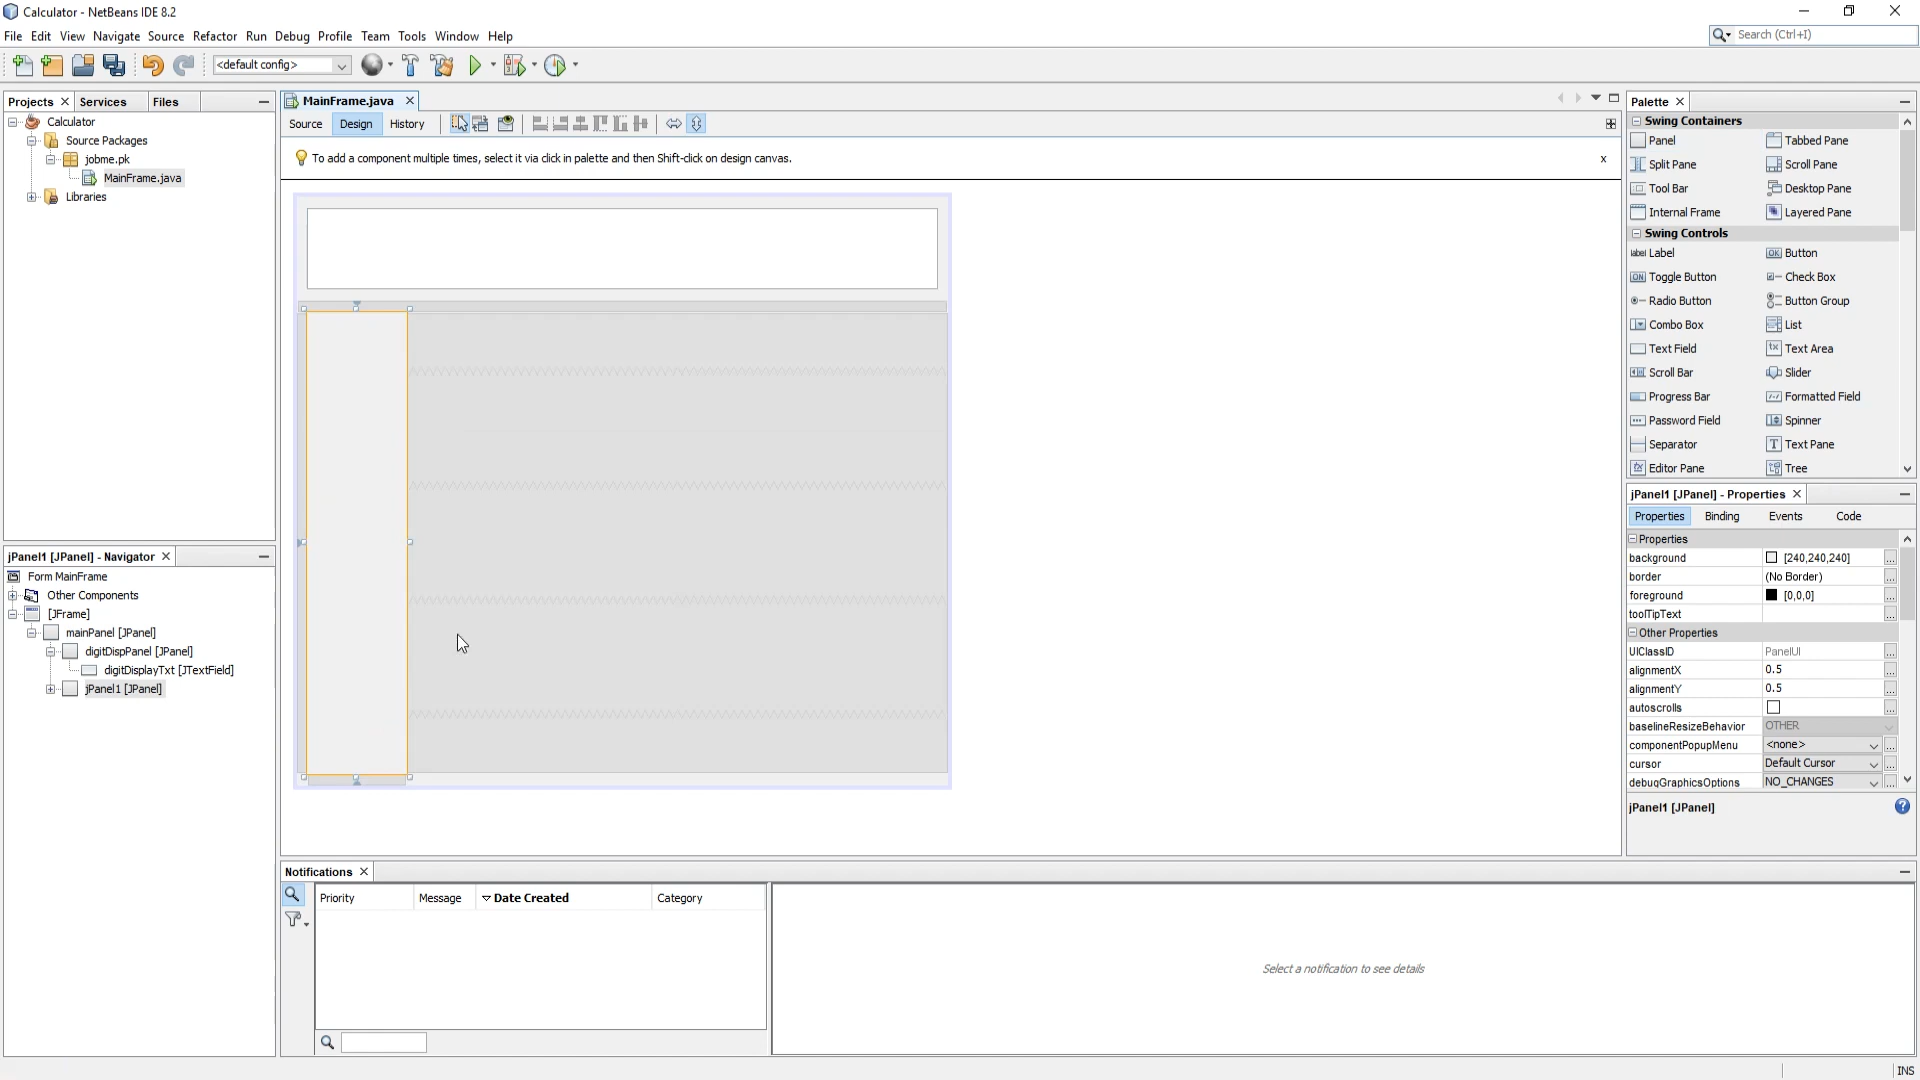 Calculator - NetBeans IDE 8.2
File Edit View Navigate Source Refactor Run Debug Profile Team Tools Window Help
Search (Ctrl+I)
<default config>
Projects Services Files
Calculator
Source Packages
jobme.pk
MainFrame.java
Libraries
MainFrame.java
Source Design History
To add a component multiple times, select it via click in palette and then Shift-click on design canvas.
x
Palette
Swing Containers
Panel Tabbed Pane
Split Pane Scroll Pane
Tool Bar Desktop Pane
Internal Frame Layered Pane
Swing Controls
label Label OK Button
ON Toggle Button Check Box
Radio Button Button Group
Combo Box List
Text Field Text Area
Scroll Bar Slider
Progress Bar Formatted Field
Password Field Spinner
Separator Text Pane
Editor Pane Tree
jPanel1 [JPanel] - Navigator
Form MainFrame
Other Components
[JFrame]
mainPanel [JPanel]
digitDispPanel [JPanel]
digitDisplayTxt [JTextField]
jPanel1 [JPanel]
jPanel1 [JPanel] - Properties
Properties Binding Events Code
Properties
background [240,240,240] ...
border (No Border) ...
foreground [0,0,0] ...
toolTipText ...
Other Properties
UIClassID PanelUI ...
alignmentX 0.5 ...
alignmentY 0.5 ...
autoscrolls ...
baselineResizeBehavior OTHER
componentPopupMenu <none> ...
cursor Default Cursor ...
debugGraphicsOptions NO_CHANGES ...
jPanel1 [JPanel]
?
Notifications
Priority Message Date Created Category
Select a notification to see details
INS